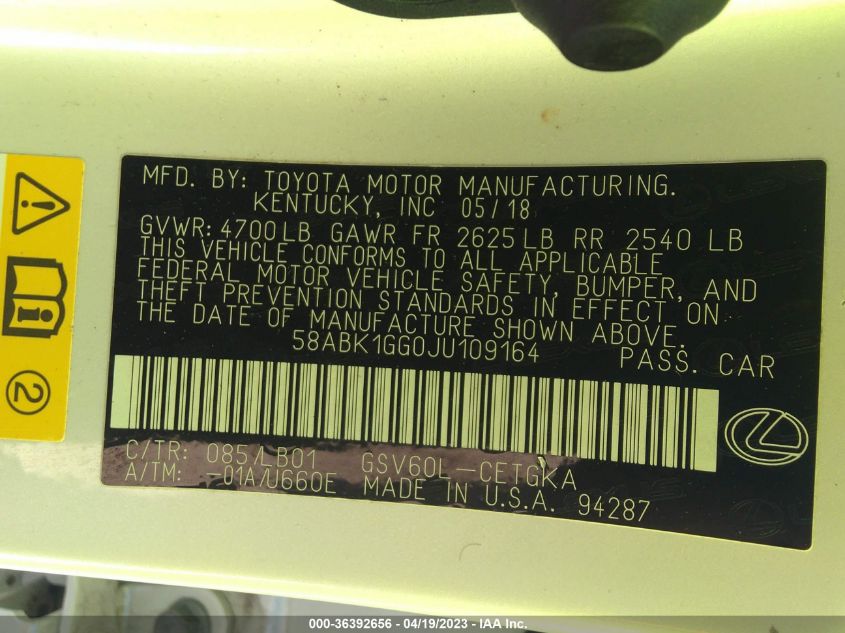 MFD. BY: TOYOTA MOTOR MANUFACTURING.
KENTUCKY, INC 05/18
GVWR: 4700LB GAWR FR 2625LB RR 2540 LB
THIS VEHICLE CONFORMS TO ALL APPLICABLE
FEDERAL MOTOR VEHICLE SAFETY, BUMPER, AND
THEFT PREVENTION STANDARDS IN EFFECT ON
THE DATE OF MANUFACTURE SHOWN ABOVE.
58ABK1GG0JU109164 PASS. CAR
C/TR: 085/LB01 GSV60L-CETGKA
A/TM: -01A/U660E MADE IN U.S.A. 94287
2
000-36392656 - 04/19/2023 - IAA Inc.